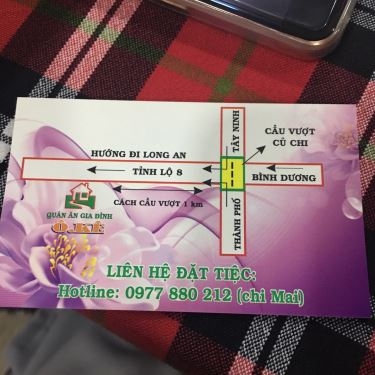 TÂY NINH
CẦU VƯỢT
CỦ CHI
HƯỚNG ĐI LONG AN
TỈNH LỘ 8
BÌNH DƯƠNG
CÁCH CẦU VƯỢT 1 km
THÀNH PHỐ
QUÁN ĂN GIA ĐÌNH
Ô.KÊ
LIÊN HỆ ĐẶT TIỆC:
Hotline: 0977 880 212 (chị Mai)